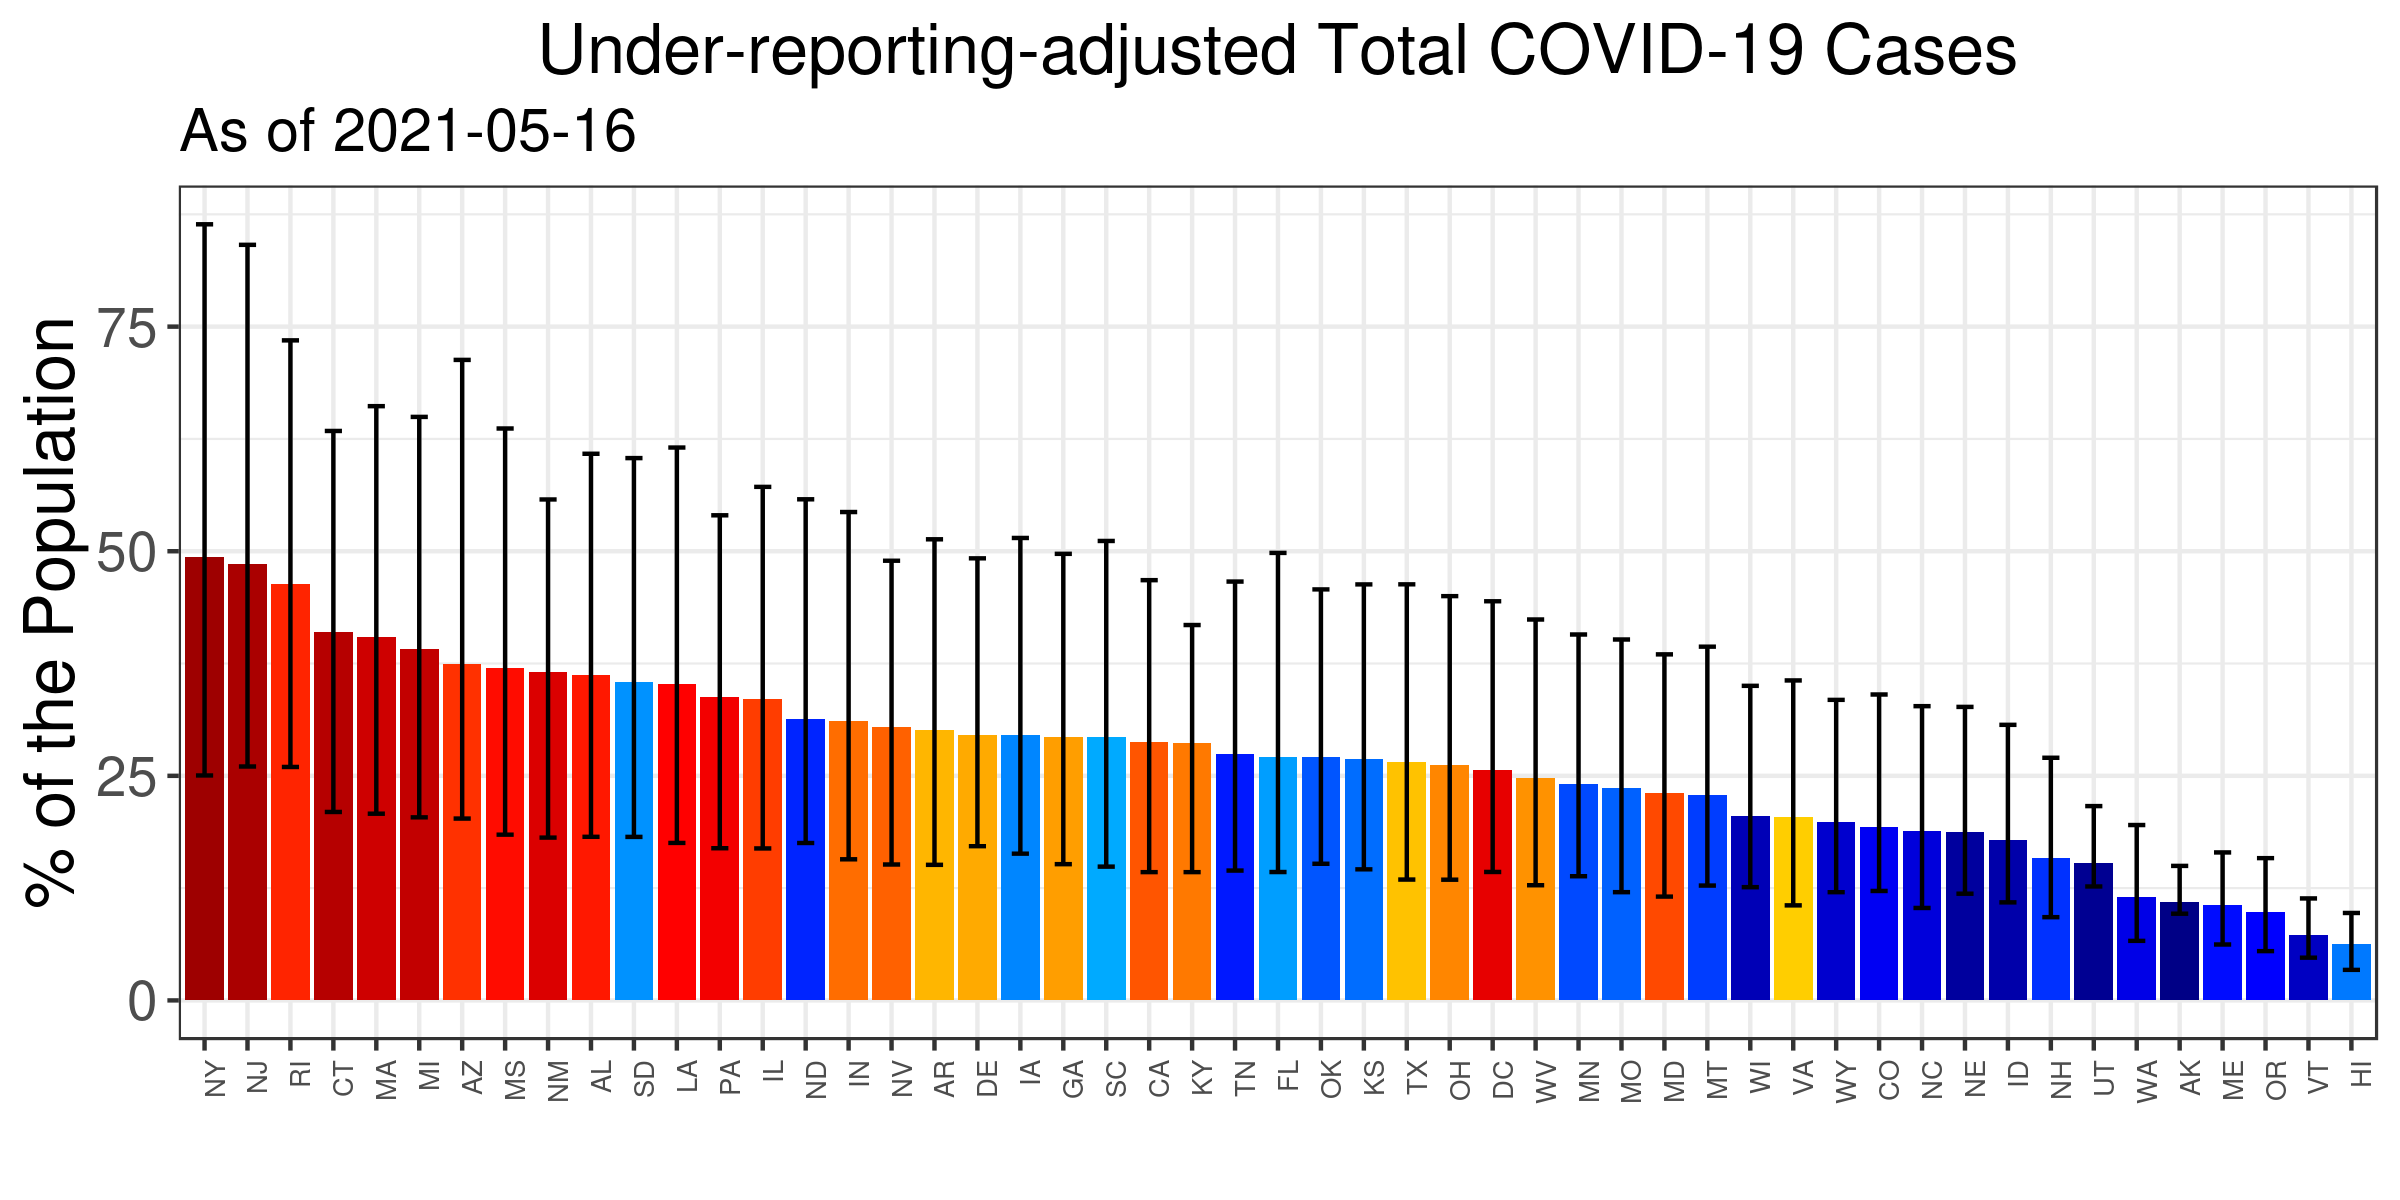 Under-reporting-adjusted Total COVID-19 Cases
As of 2021-05-16
% of the Population
75
50
25
0
NY NJ RI CT MA MI AZ MS NM AL SD LA PA IL ND IN NV AR DE IA GA SC CA KY TN FL OK KS TX OH DC WV MN MO MD MT WI VA WY CO NC NE ID NH UT WA AK ME OR VT HI